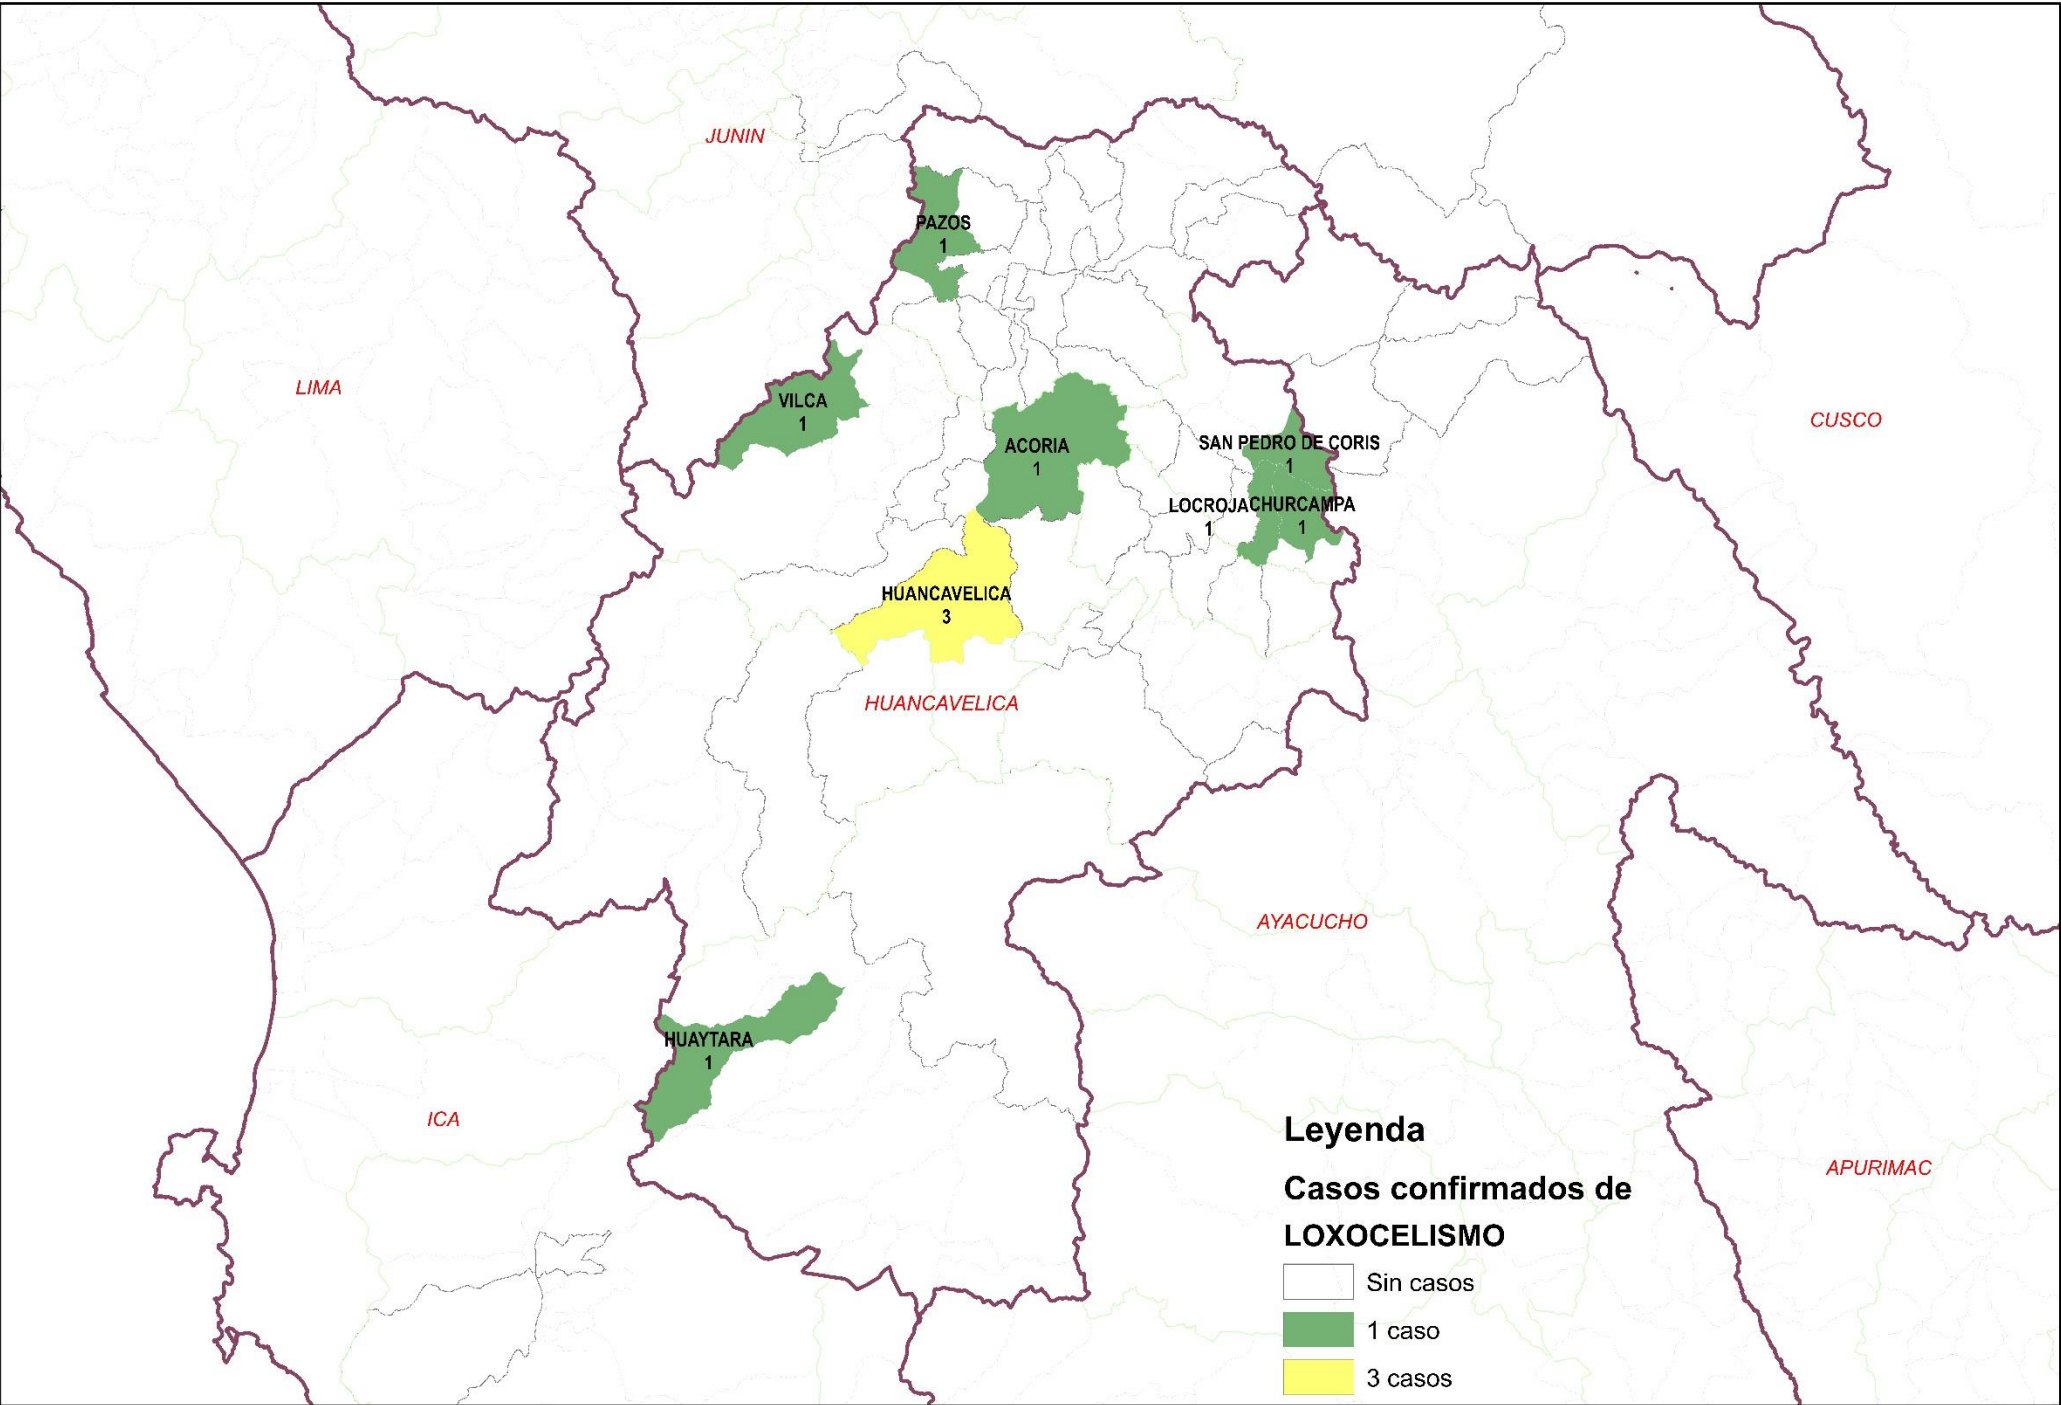 JUNIN
PAZOS
1
LIMA
VILCA
1
CUSCO
ACORIA
1
SAN PEDRO DE CORIS
1
LOCROJA
1
CHURCAMPA
1
HUANCAVELICA
3
HUANCAVELICA
AYACUCHO
HUAYTARA
1
ICA
APURIMAC
Leyenda
Casos confirmados de
LOXOCELISMO
Sin casos
1 caso
3 casos